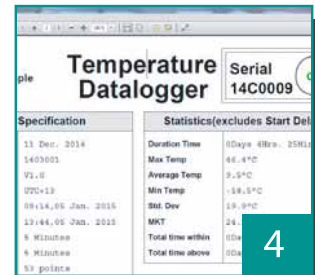 ple
Temperature
Datalogger
Serial
14C0009
Specification
11 Dec. 2014
1403001
V1.0
UTC+13
09:14,05 Jan. 2015
13:44,05 Jan. 2015
5 Minutes
5 Minutes
53 points
Statistics(excludes Start Del
Duration Time 0Days 4Hrs. 25Min
Max Temp 46.4°C
Average Temp 9.5°C
Min Temp -18.5°C
Std. Dev 19.9°C
MKT 24.
Total time within 0Da
Total time above 0Da
4